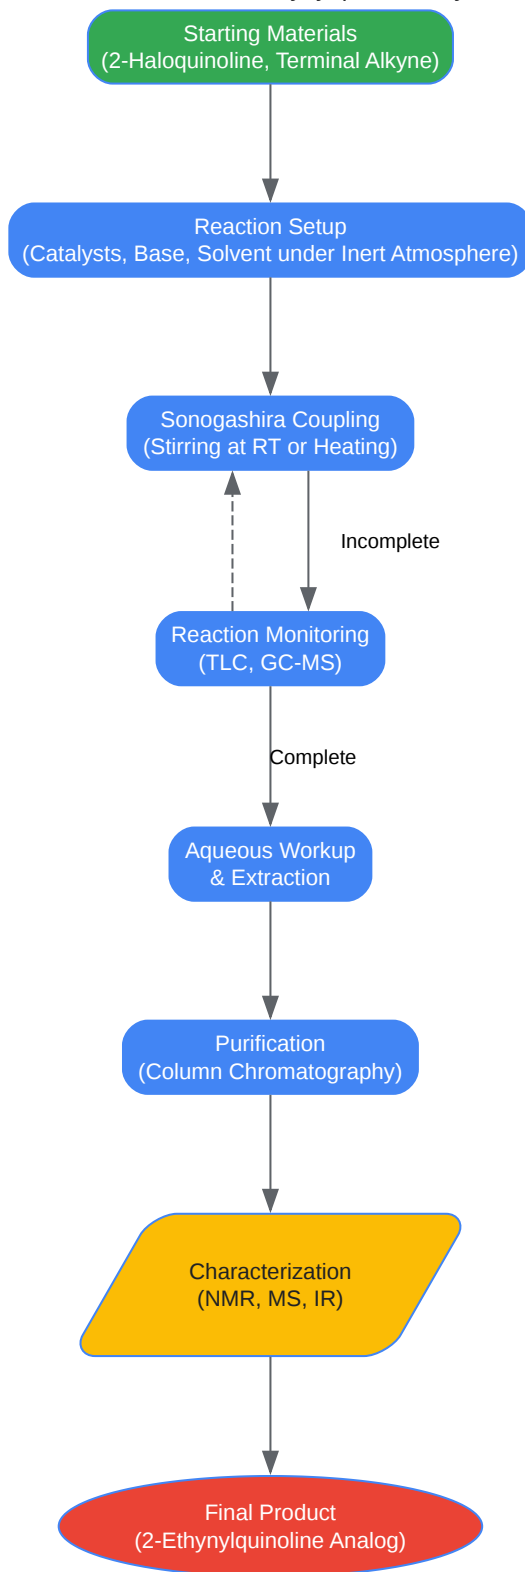 Starting Materials
(2-Haloquinoline, Terminal Alkyne)
Reaction Setup
(Catalysts, Base, Solvent under Inert Atmosphere)
Sonogashira Coupling
(Stirring at RT or Heating)
Incomplete
Reaction Monitoring
(TLC, GC-MS)
Complete
Aqueous Workup
& Extraction
Purification
(Column Chromatography)
Characterization
(NMR, MS, IR)
Final Product
(2-Ethynylquinoline Analog)